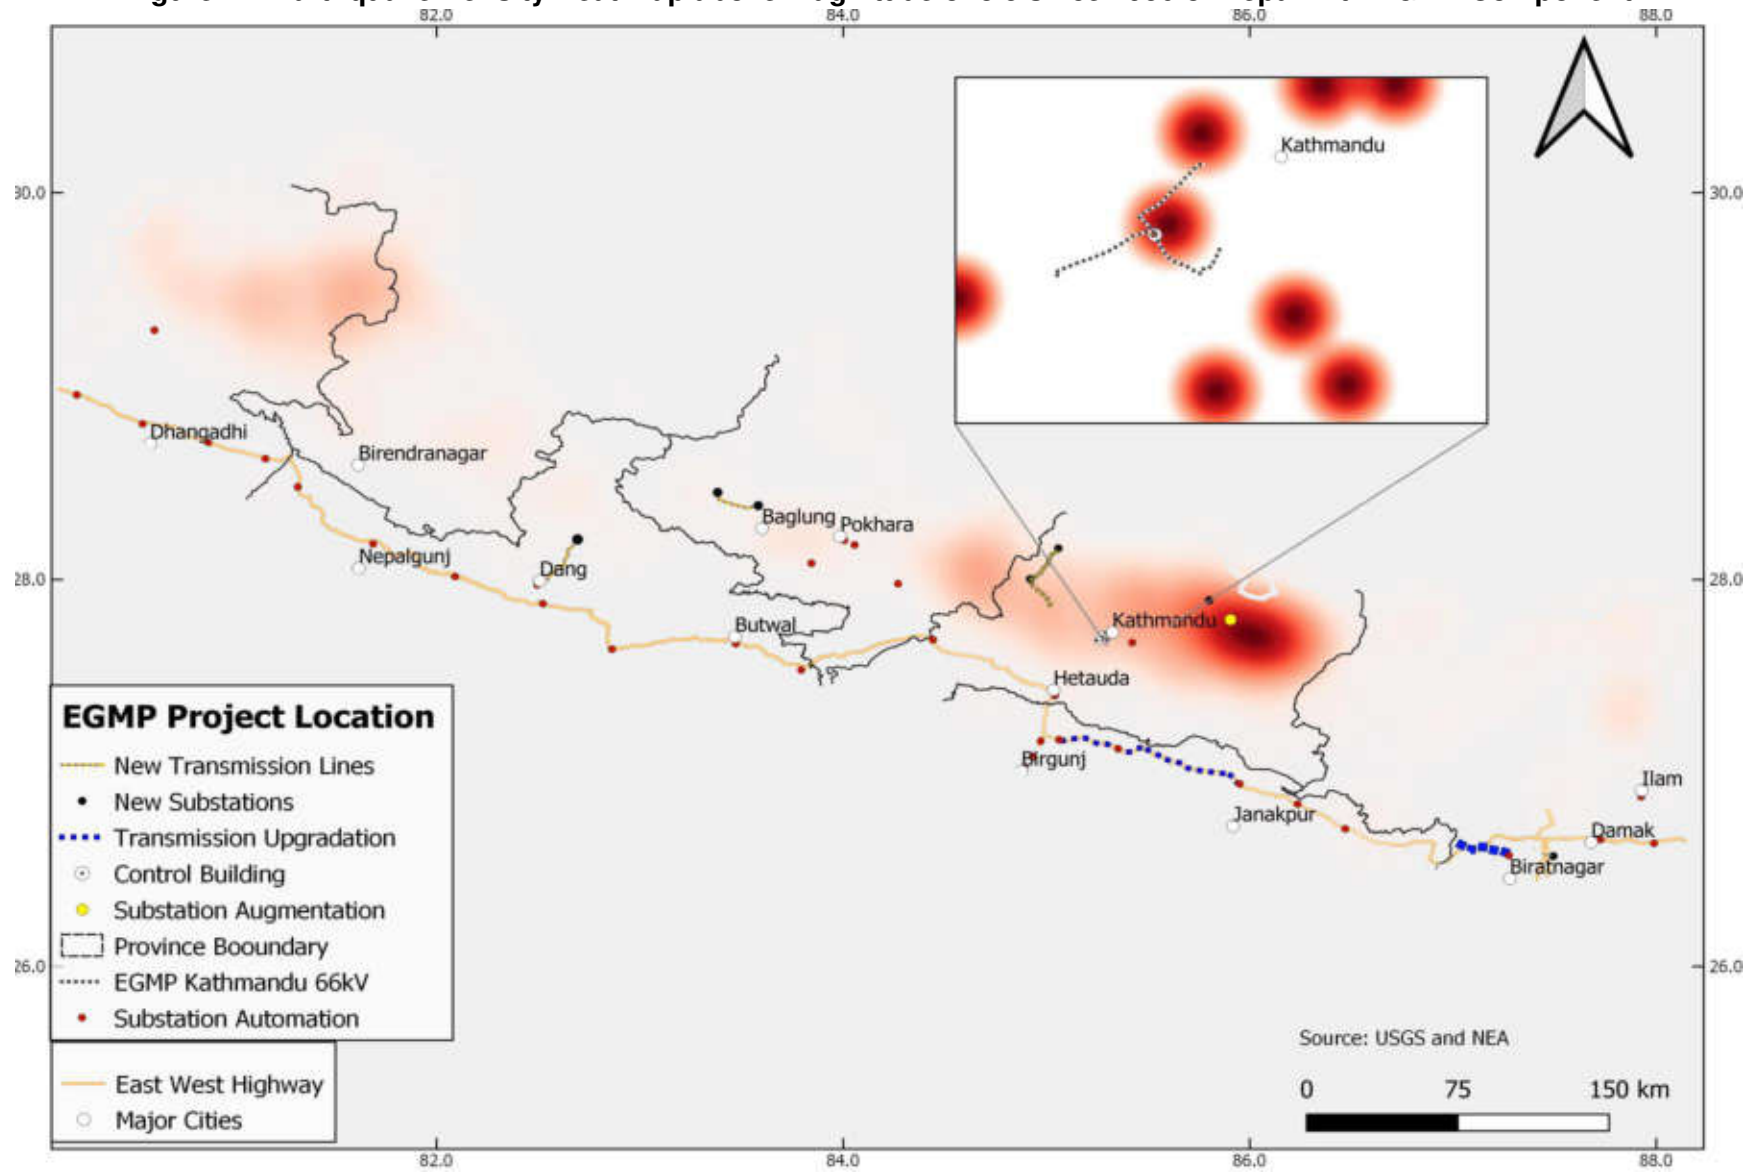 82.0 84.0 86.0 88.0
Kathmandu
30.0 30.0
Dhangadhi
Birendranagar
Baglung
Pokhara
Nepalgunj
Dang
28.0 28.0
Butwal
Kathmandu
Hetauda
Birgunj
Janakpur
Ilam
Damak
Biratnagar
EGMP Project Location
New Transmission Lines
New Substations
Transmission Upgradation
Control Building
Substation Augmentation
Province Booundary
EGMP Kathmandu 66kV
Substation Automation
26.0 26.0
East West Highway
Major Cities
Source: USGS and NEA
0 75 150 km
82.0 84.0 86.0 88.0